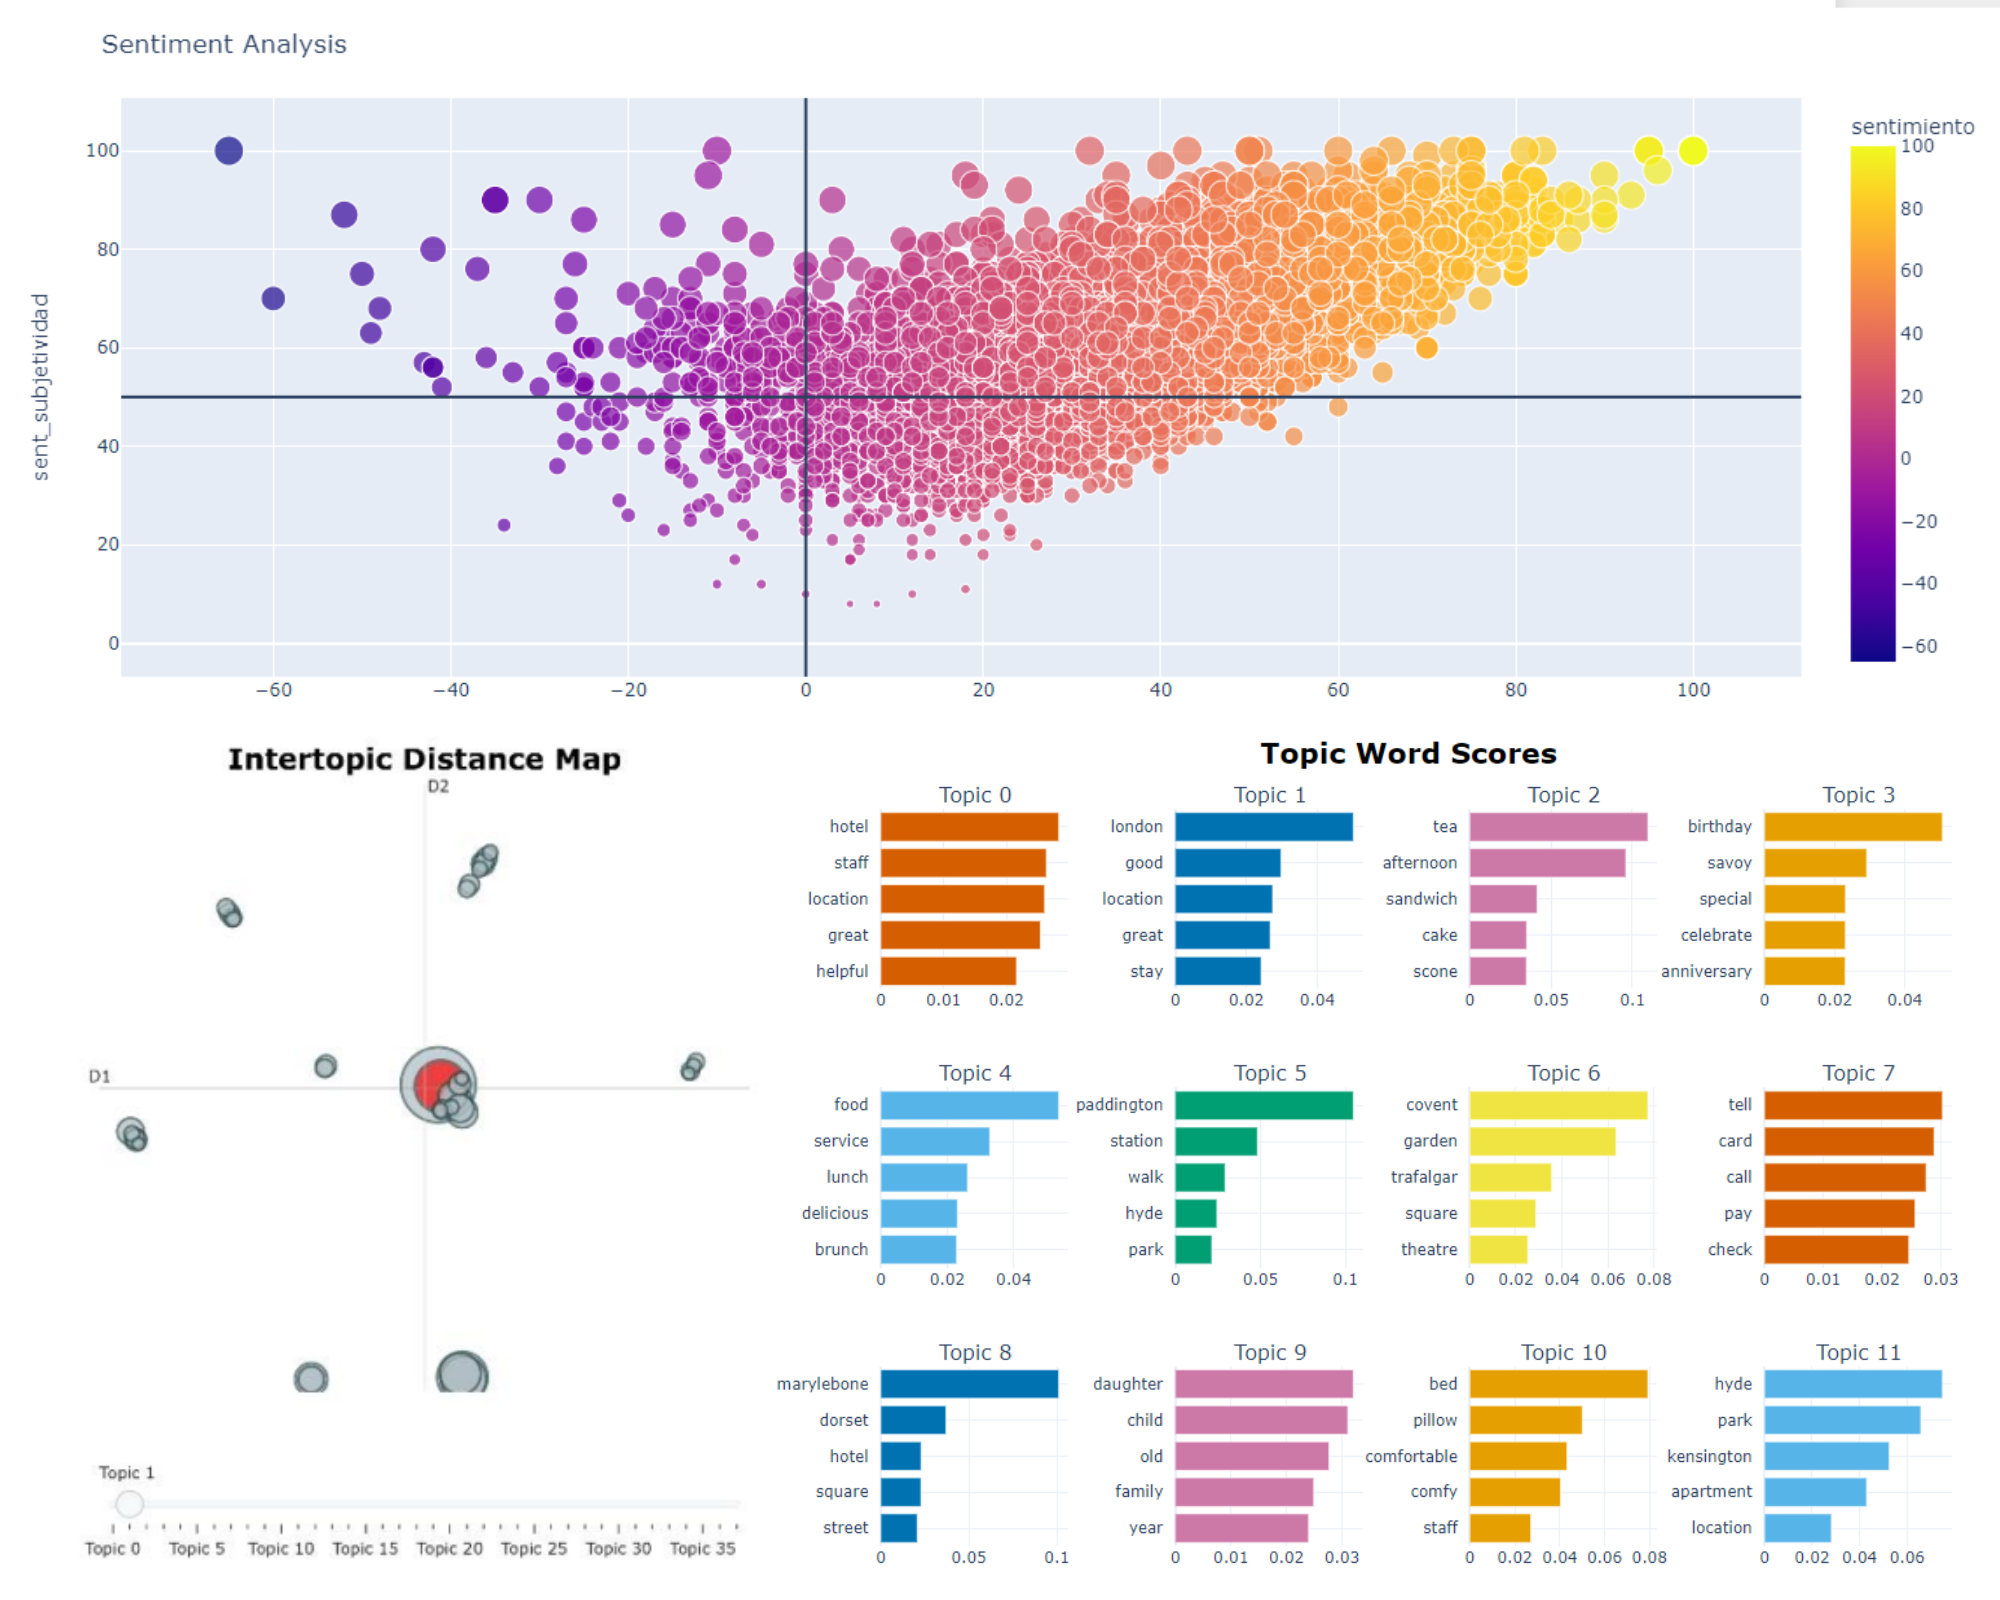 Sentiment Analysis
sent_subjetividad
100
80
60
40
20
0
−60
−40
−20
0
20
40
60
80
100
sentimiento
100
80
60
40
20
0
−20
−40
−60
Intertopic Distance Map
D2
D1
Topic 1
Topic 0 Topic 5 Topic 10 Topic 15 Topic 20 Topic 25 Topic 30 Topic 35
Topic Word Scores
Topic 0
hotel
staff
location
great
helpful
0 0.01 0.02
Topic 1
london
good
location
great
stay
0 0.02 0.04
Topic 2
tea
afternoon
sandwich
cake
scone
0 0.05 0.1
Topic 3
birthday
savoy
special
celebrate
anniversary
0 0.02 0.04
Topic 4
food
service
lunch
delicious
brunch
0 0.02 0.04
Topic 5
paddington
station
walk
hyde
park
0 0.05 0.1
Topic 6
covent
garden
trafalgar
square
theatre
0 0.02 0.04 0.06 0.08
Topic 7
tell
card
call
pay
check
0 0.01 0.02 0.03
Topic 8
marylebone
dorset
hotel
square
street
0 0.05 0.1
Topic 9
daughter
child
old
family
year
0 0.01 0.02 0.03
Topic 10
bed
pillow
comfortable
comfy
staff
0 0.02 0.04 0.06 0.08
Topic 11
hyde
park
kensington
apartment
location
0 0.02 0.04 0.06